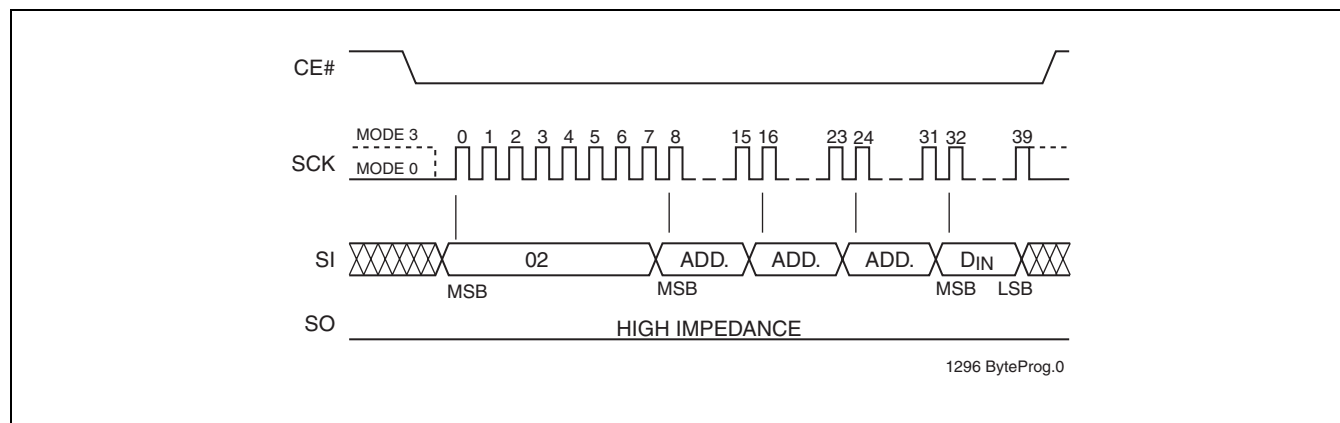 CE#
MODE 3
0 1 2 3 4 5 6 7 8 15 16 23 24 31 32 39
SCK
MODE 0
SI 02 ADD. ADD. ADD. DIN
MSB MSB MSB LSB
SO HIGH IMPEDANCE
1296 ByteProg.0